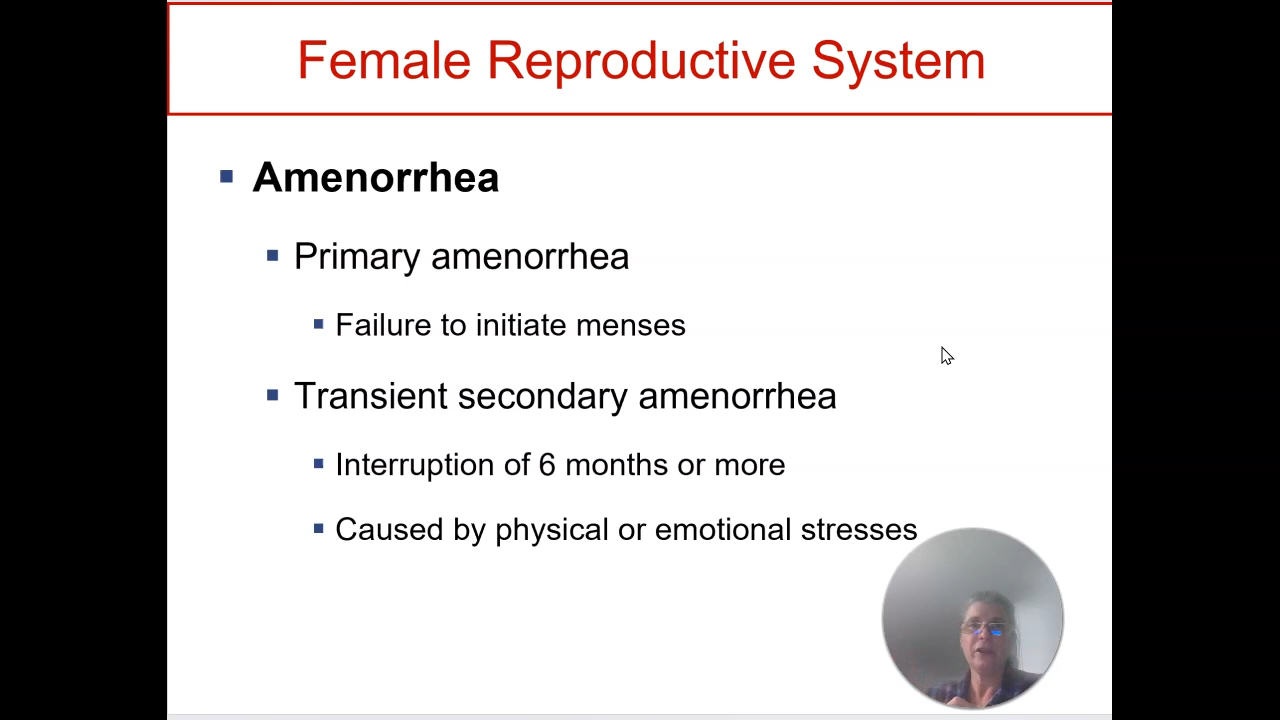 Female Reproductive System
Amenorrhea
Primary amenorrhea
Failure to initiate menses
Transient secondary amenorrhea
Interruption of 6 months or more
Caused by physical or emotional stresses